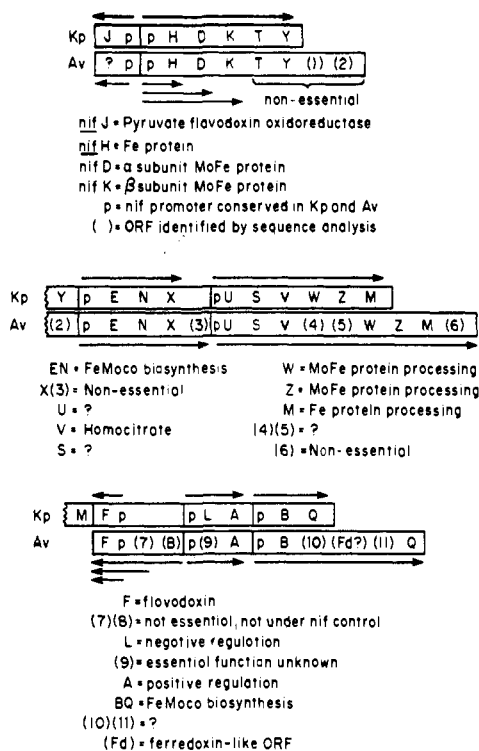 Kp J p p H D K T Y
Av ? p p H D K T Y () (2)
non-essential
nif J = Pyruvate flavodoxin oxidoreductase
nif H = Fe protein
nif D = α subunit MoFe protein
nif K = β subunit MoFe protein
p = nif promoter conserved in Kp and Av
( ) = ORF identified by sequence analysis
Kp Y p E N X pU S V W Z M
Av (2) p E N X (3) pU S V (4) (5) W Z M (6)
EN = FeMoco biosynthesis
X(3) = Non-essential
U = ?
V = Homocitrate
S = ?
W = MoFe protein processing
Z = MoFe protein processing
M = Fe protein processing
(4)(5) = ?
(6) = Non-essential
Kp M F p p L A p B Q
Av F p (7) (8) p (9) A p B (10) (Fd?) (11) Q
F = flavodoxin
(7)(8) = not essential, not under nif control
L = negative regulation
(9) = essential function unknown
A = positive regulation
BQ = FeMoco biosynthesis
(10)(11) = ?
(Fd) = ferredoxin-like ORF